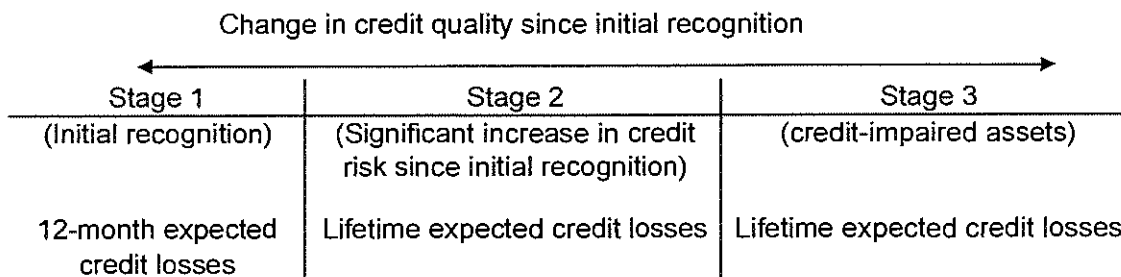 Change in credit quality since initial recognition
Stage 1
Stage 2
Stage 3
(Initial recognition)
(Significant increase in credit
risk since initial recognition)
(credit-impaired assets)
12-month expected
credit losses
Lifetime expected credit losses
Lifetime expected credit losses